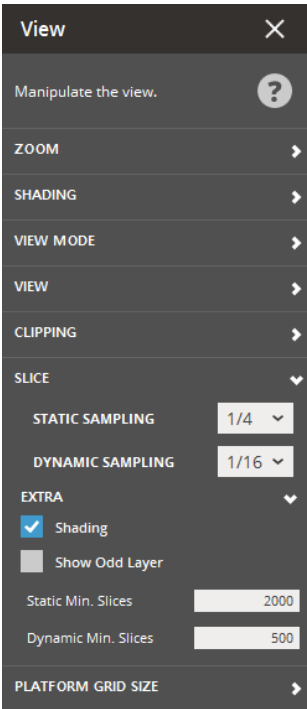 View
Manipulate the view.
?
ZOOM
SHADING
VIEW MODE
VIEW
CLIPPING
SLICE
STATIC SAMPLING 1/4
DYNAMIC SAMPLING 1/16
EXTRA
Shading
Show Odd Layer
Static Min. Slices 2000
Dynamic Min. Slices 500
PLATFORM GRID SIZE